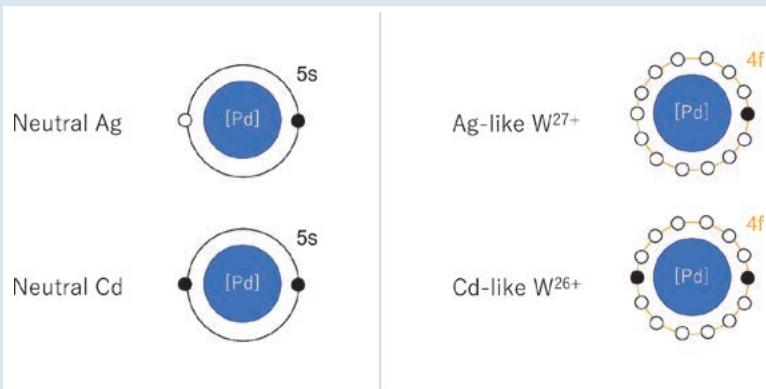 5s
Neutral Ag
[Pd]
5s
Neutral Cd
[Pd]
4f
Ag-like W²⁷⁺
[Pd]
4f
Cd-like W²⁶⁺
[Pd]